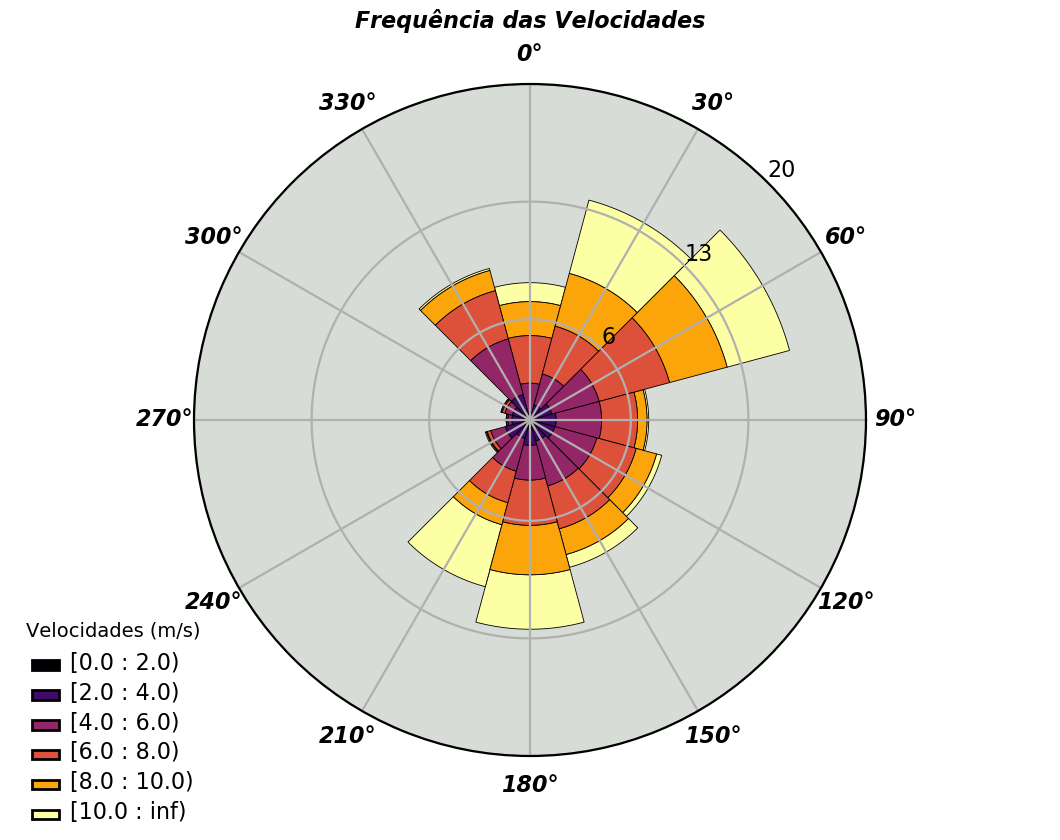 Frequência das Velocidades
0°
330°
30°
20
300°
60°
13
6
270°
90°
240°
120°
210°
150°
180°
Velocidades (m/s)
[0.0 : 2.0)
[2.0 : 4.0)
[4.0 : 6.0)
[6.0 : 8.0)
[8.0 : 10.0)
[10.0 : inf)